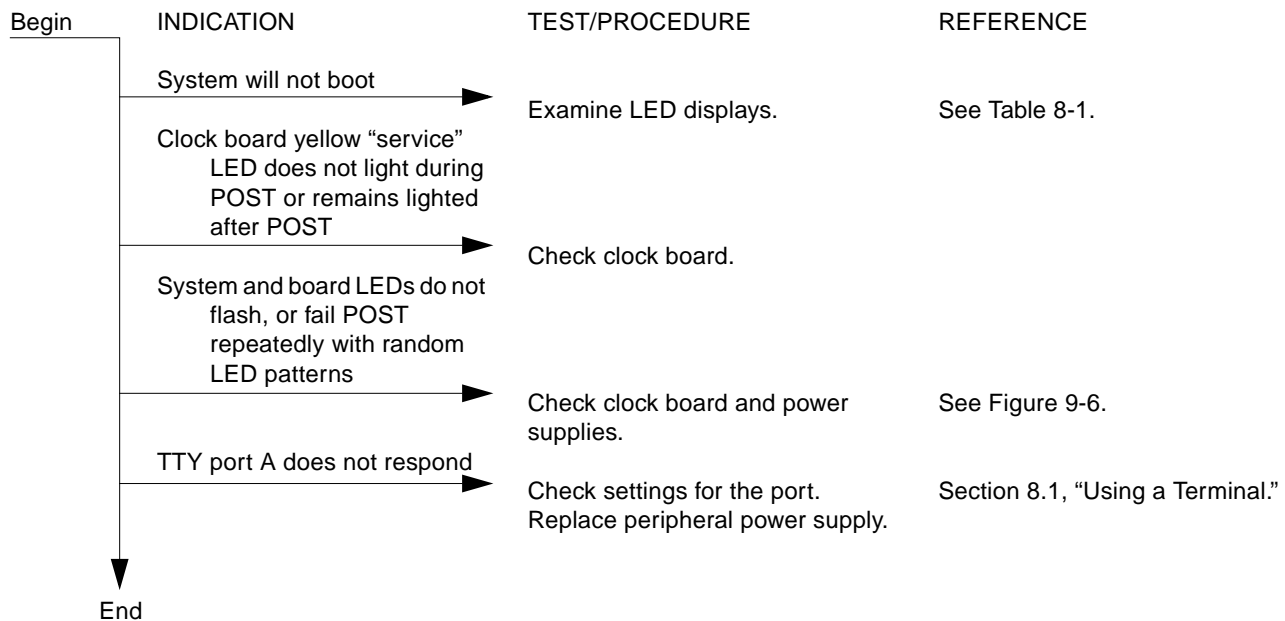 Begin INDICATION TEST/PROCEDURE REFERENCE
System will not boot
Examine LED displays. See Table 8-1.
Clock board yellow “service”
LED does not light during
POST or remains lighted
after POST
Check clock board.
System and board LEDs do not
flash, or fail POST
repeatedly with random
LED patterns
Check clock board and power See Figure 9-6.
supplies.
TTY port A does not respond
Check settings for the port. Section 8.1, “Using a Terminal.”
Replace peripheral power supply.
End